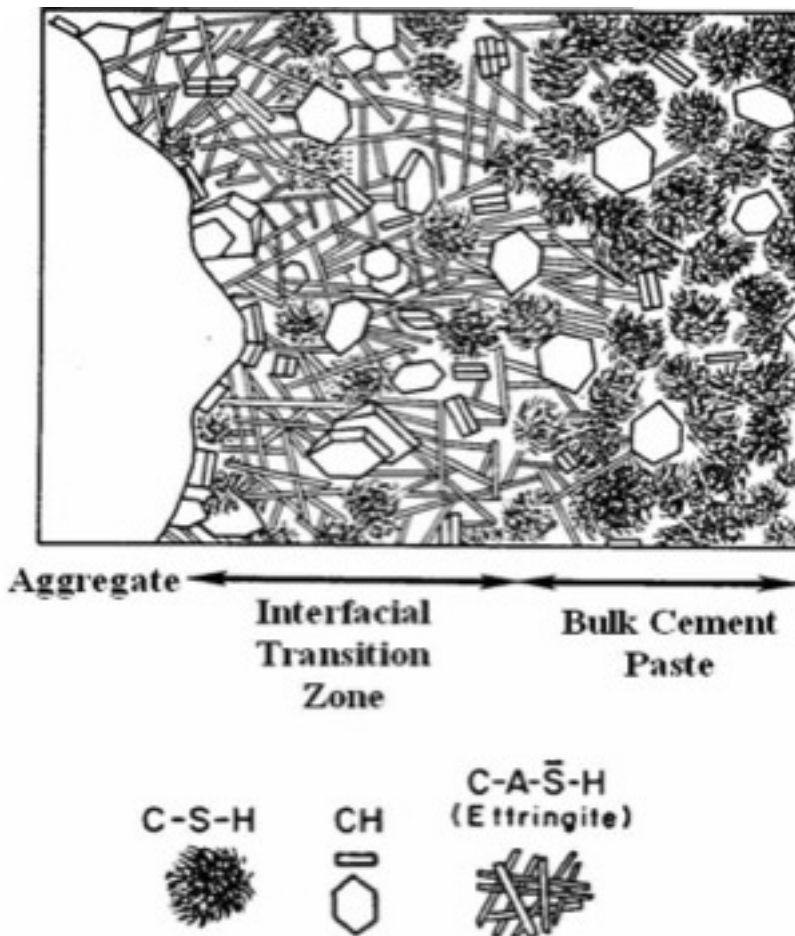 Aggregate
Interfacial
Transition
Zone
Bulk Cement
Paste
C-S-H
CH
C-A-S̄-H
(Ettringite)